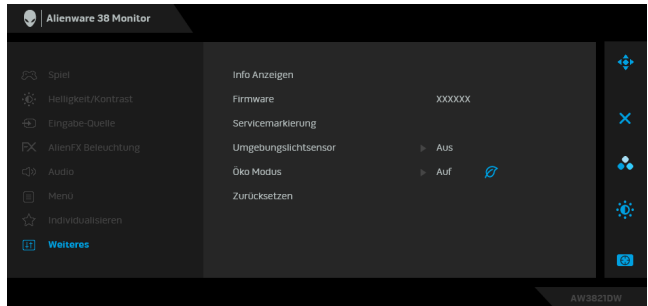 Alienware 38 Monitor
Spiel
Helligkeit/Kontrast
Eingabe-Quelle
AlienFX Beleuchtung
Audio
Menü
Individualisieren
Weiteres
Info Anzeigen
Firmware XXXXXX
Servicemarkierung
Umgebungslichtsensor Aus
Öko Modus Auf
Zurücksetzen
AW3821DW